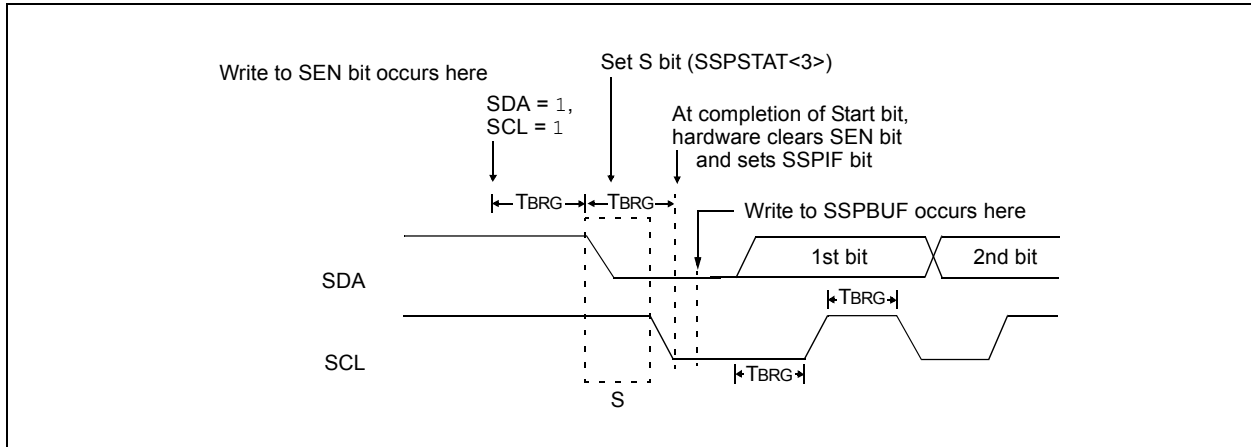 Set S bit (SSPSTAT<3>)
Write to SEN bit occurs here
SDA = 1,
SCL = 1
At completion of Start bit,
hardware clears SEN bit
and sets SSPIF bit
TBRG
TBRG
Write to SSPBUF occurs here
1st bit
2nd bit
SDA
TBRG
SCL
TBRG
S